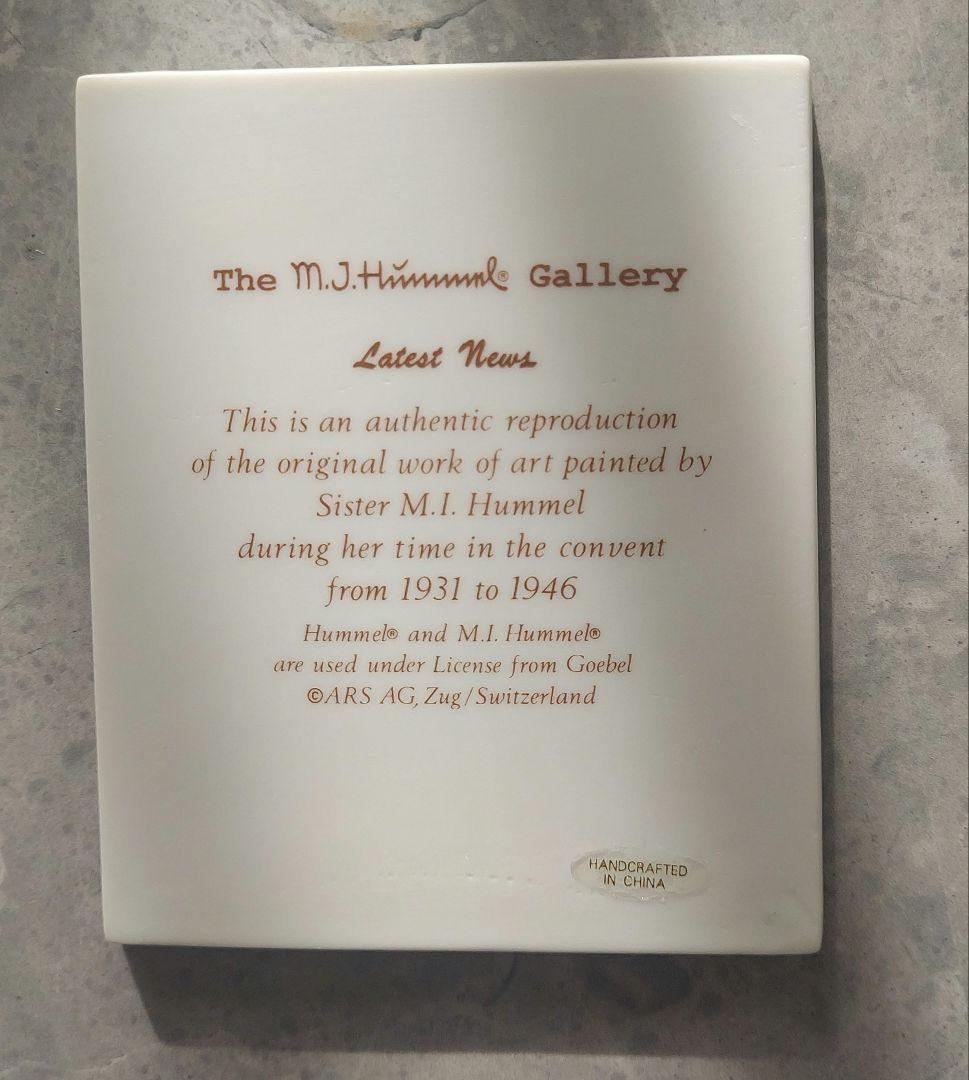 The M.J.Hummel® Gallery
Latest News
This is an authentic reproduction
of the original work of art painted by
Sister M.I. Hummel
during her time in the convent
from 1931 to 1946
Hummel® and M.I. Hummel®
are used under License from Goebel
©ARS AG, Zug/Switzerland
HANDCRAFTED
IN CHINA